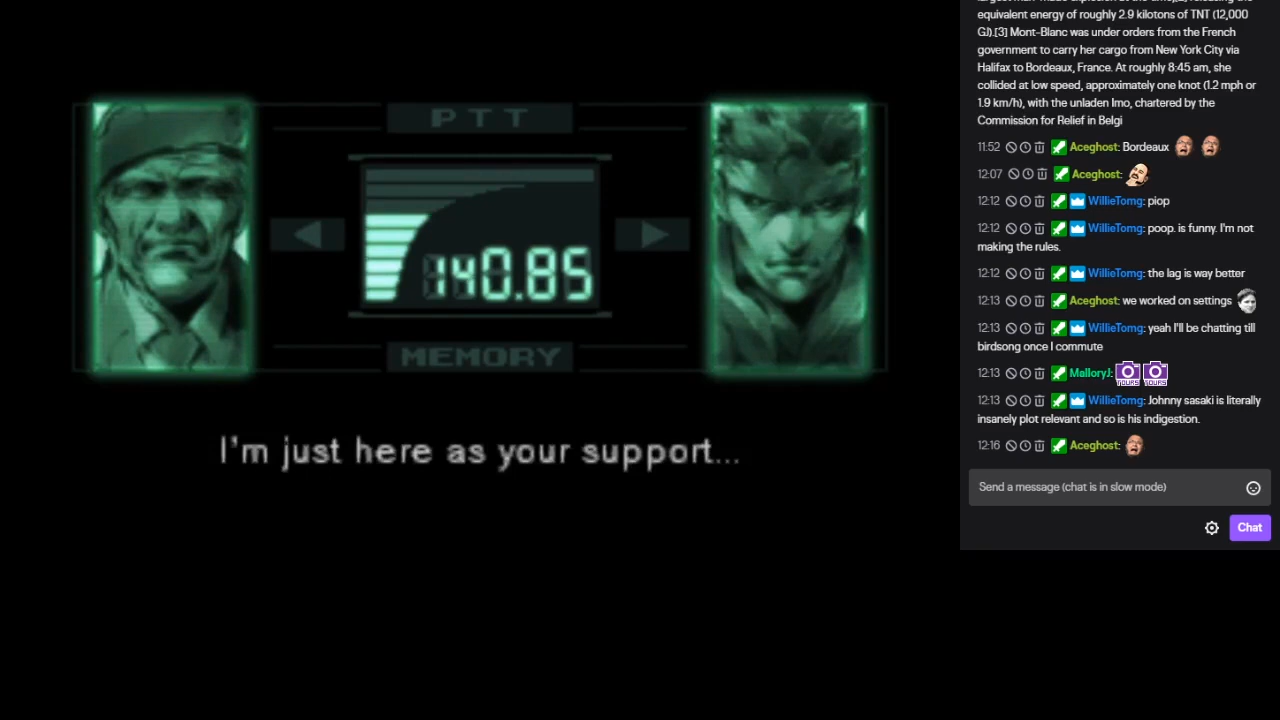 PTT
140.85
MEMORY
I'm just here as your support...
equivalent energy of roughly 2.9 kilotons of TNT (12,000
GJ).[3] Mont-Blanc was under orders from the French
government to carry her cargo from New York City via
Halifax to Bordeaux, France. At roughly 8:45 am, she
collided at low speed, approximately one knot (1.2 mph or
1.9 km/h), with the unladen Imo, chartered by the
Commission for Relief in Belgi
11:52 Aceghost: Bordeaux
12:07 Aceghost:
12:12 WillieTomg: piop
12:12 WillieTomg: poop. is funny. I'm not
making the rules.
12:12 WillieTomg: the lag is way better
12:13 Aceghost: we worked on settings
12:13 WillieTomg: yeah I'll be chatting till
birdsong once I commute
12:13 MalloryJ:
12:13 WillieTomg: Johnny sasaki is literally
insanely plot relevant and so is his indigestion.
12:16 Aceghost:
Send a message (chat is in slow mode)
Chat